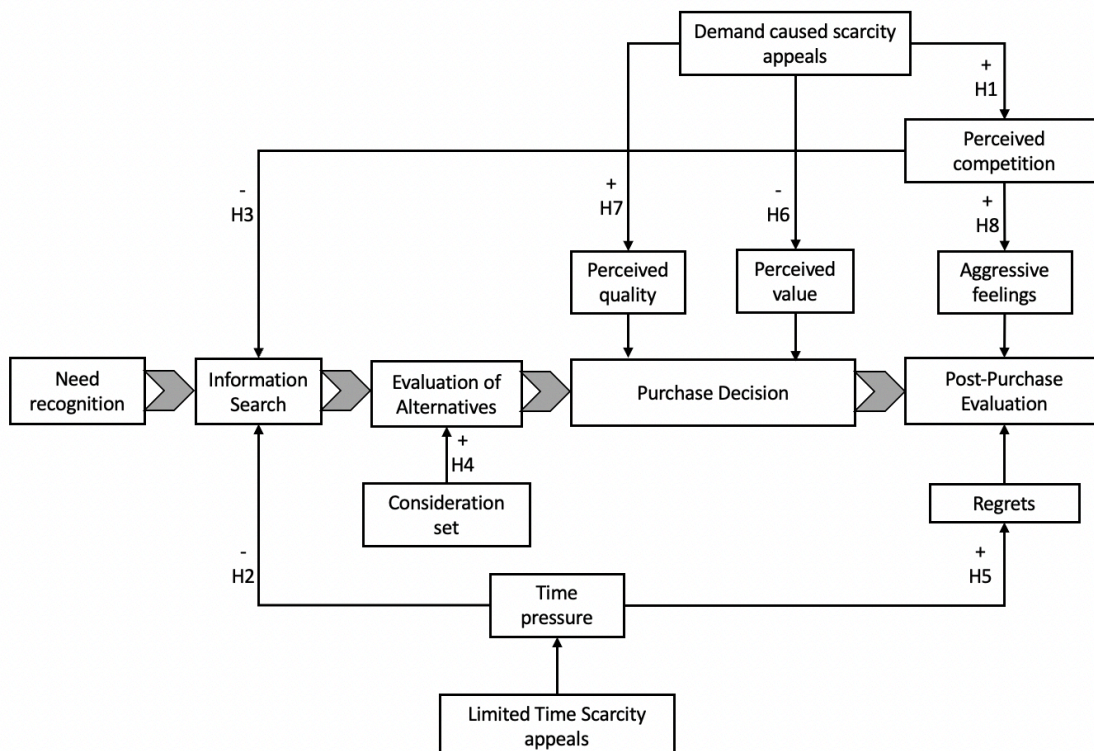 Demand caused scarcity
appeals
+
H1
Perceived
competition
-
H3
+
H7
-
H6
+
H8
Perceived
quality
Perceived
value
Aggressive
feelings
Need
recognition
Information
Search
Evaluation of
Alternatives
Purchase Decision
Post-Purchase
Evaluation
+
H4
Consideration
set
Regrets
-
H2
+
H5
Time
pressure
Limited Time Scarcity
appeals